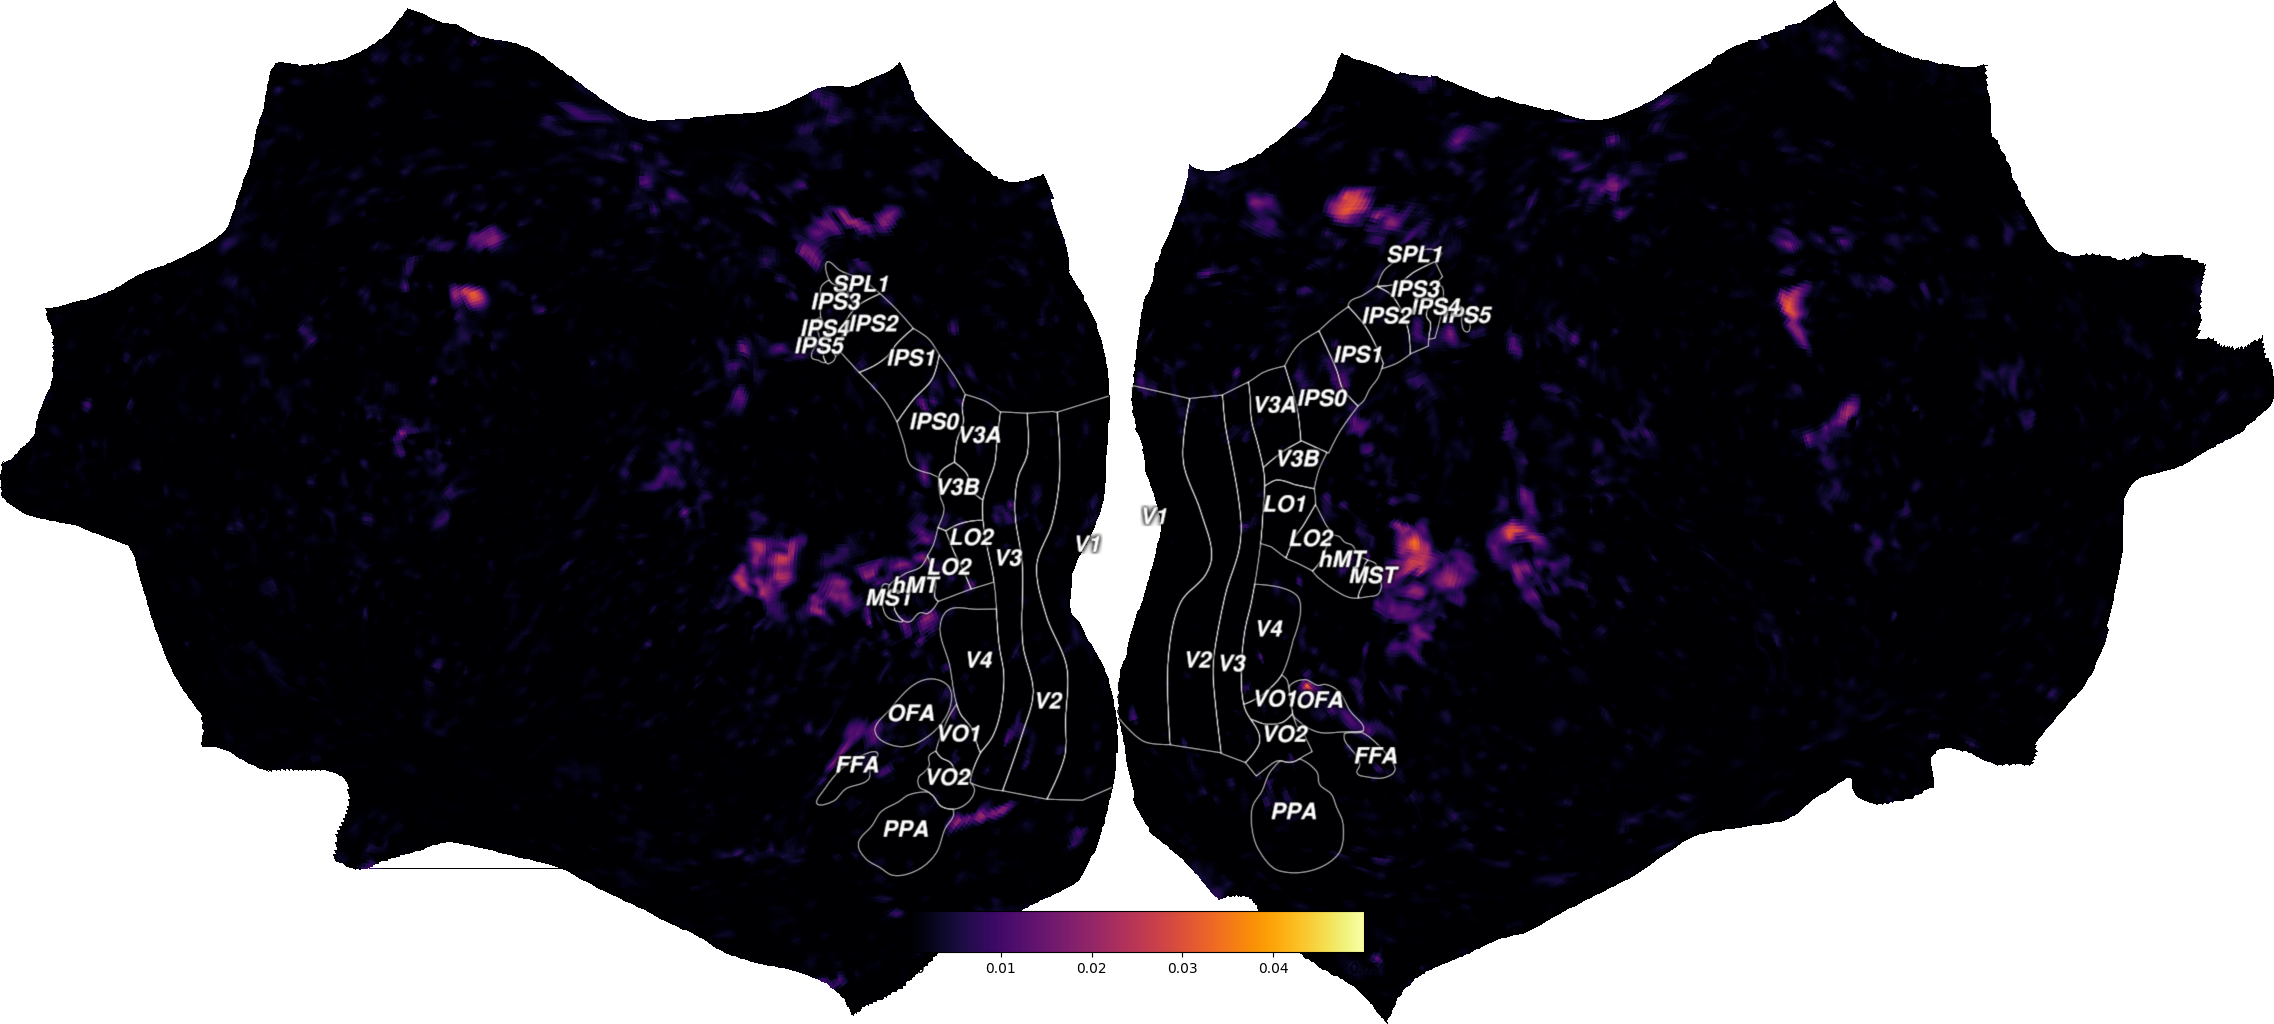 SPL1
IPS3
IPS4
IPS2
IPS5
IPS1
IPS0
V3A
V3B
LO2
V3
V1
LO2
hMT
MST
V4
V2
OFA
VO1
FFA
VO2
PPA
SPL1
IPS3
IPS4
IPS5
IPS2
IPS1
IPS0
V3A
V3B
LO1
V1
LO2
hMT
MST
V4
V2
V3
VO1
OFA
VO2
FFA
PPA
0.01
0.02
0.03
0.04